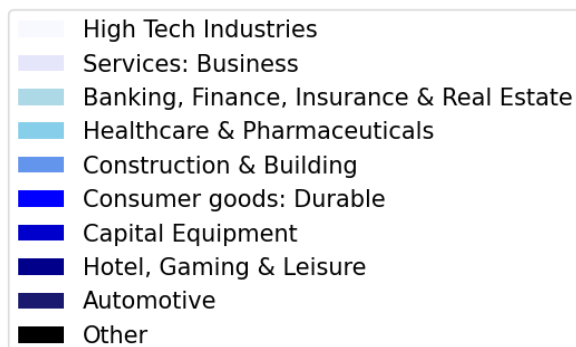 High Tech Industries
Services: Business
Banking, Finance, Insurance & Real Estate
Healthcare & Pharmaceuticals
Construction & Building
Consumer goods: Durable
Capital Equipment
Hotel, Gaming & Leisure
Automotive
Other